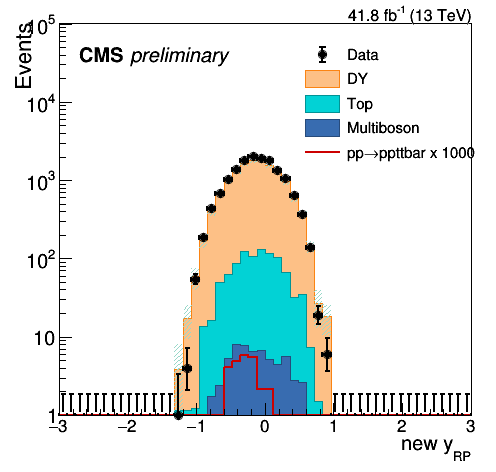 41.8 fb⁻¹ (13 TeV)
Events
CMS preliminary
Data
DY
Top
Multiboson
pp→ppttbar x 1000
10⁵
10⁴
10³
10²
10
1
−3 −2 −1 0 1 2 3
new y_RP